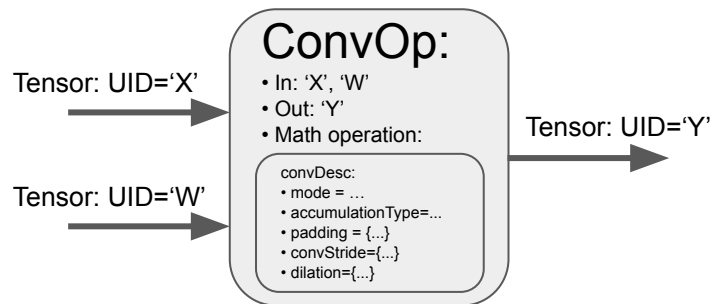 ConvOp:
Tensor: UID=‘X’
• In: ‘X’, ‘W’
• Out: ‘Y’
• Math operation:
Tensor: UID=‘Y’
convDesc:
Tensor: UID=‘W’
• mode = …
• accumulationType=...
• padding = {...}
• convStride={...}
• dilation={...}